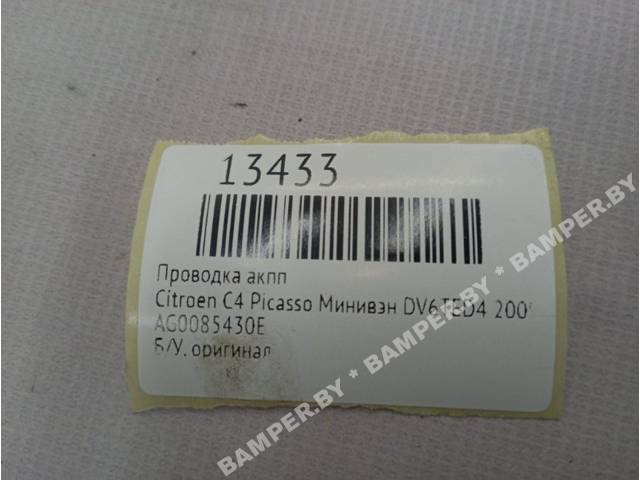 13433
Проводка акпп
Citroen C4 Picasso Минивэн DV6TED4
AG0085430E
Б/У, оригинал
BAMPER.BY * BAMPER.BY * BAMPER.BY